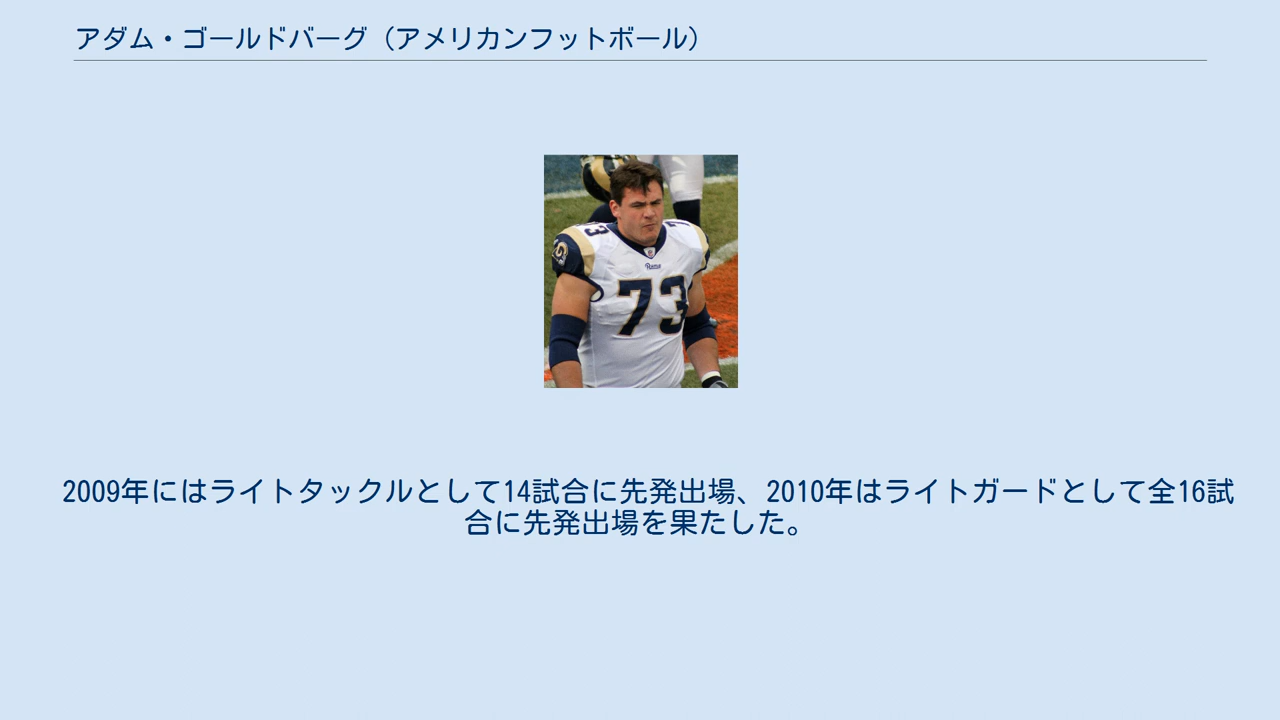 アダム・ゴールドバーグ（アメリカンフットボール）
73
Rams
73
2009年にはライトタックルとして14試合に先発出場、2010年はライトガードとして全16試
合に先発出場を果たした。